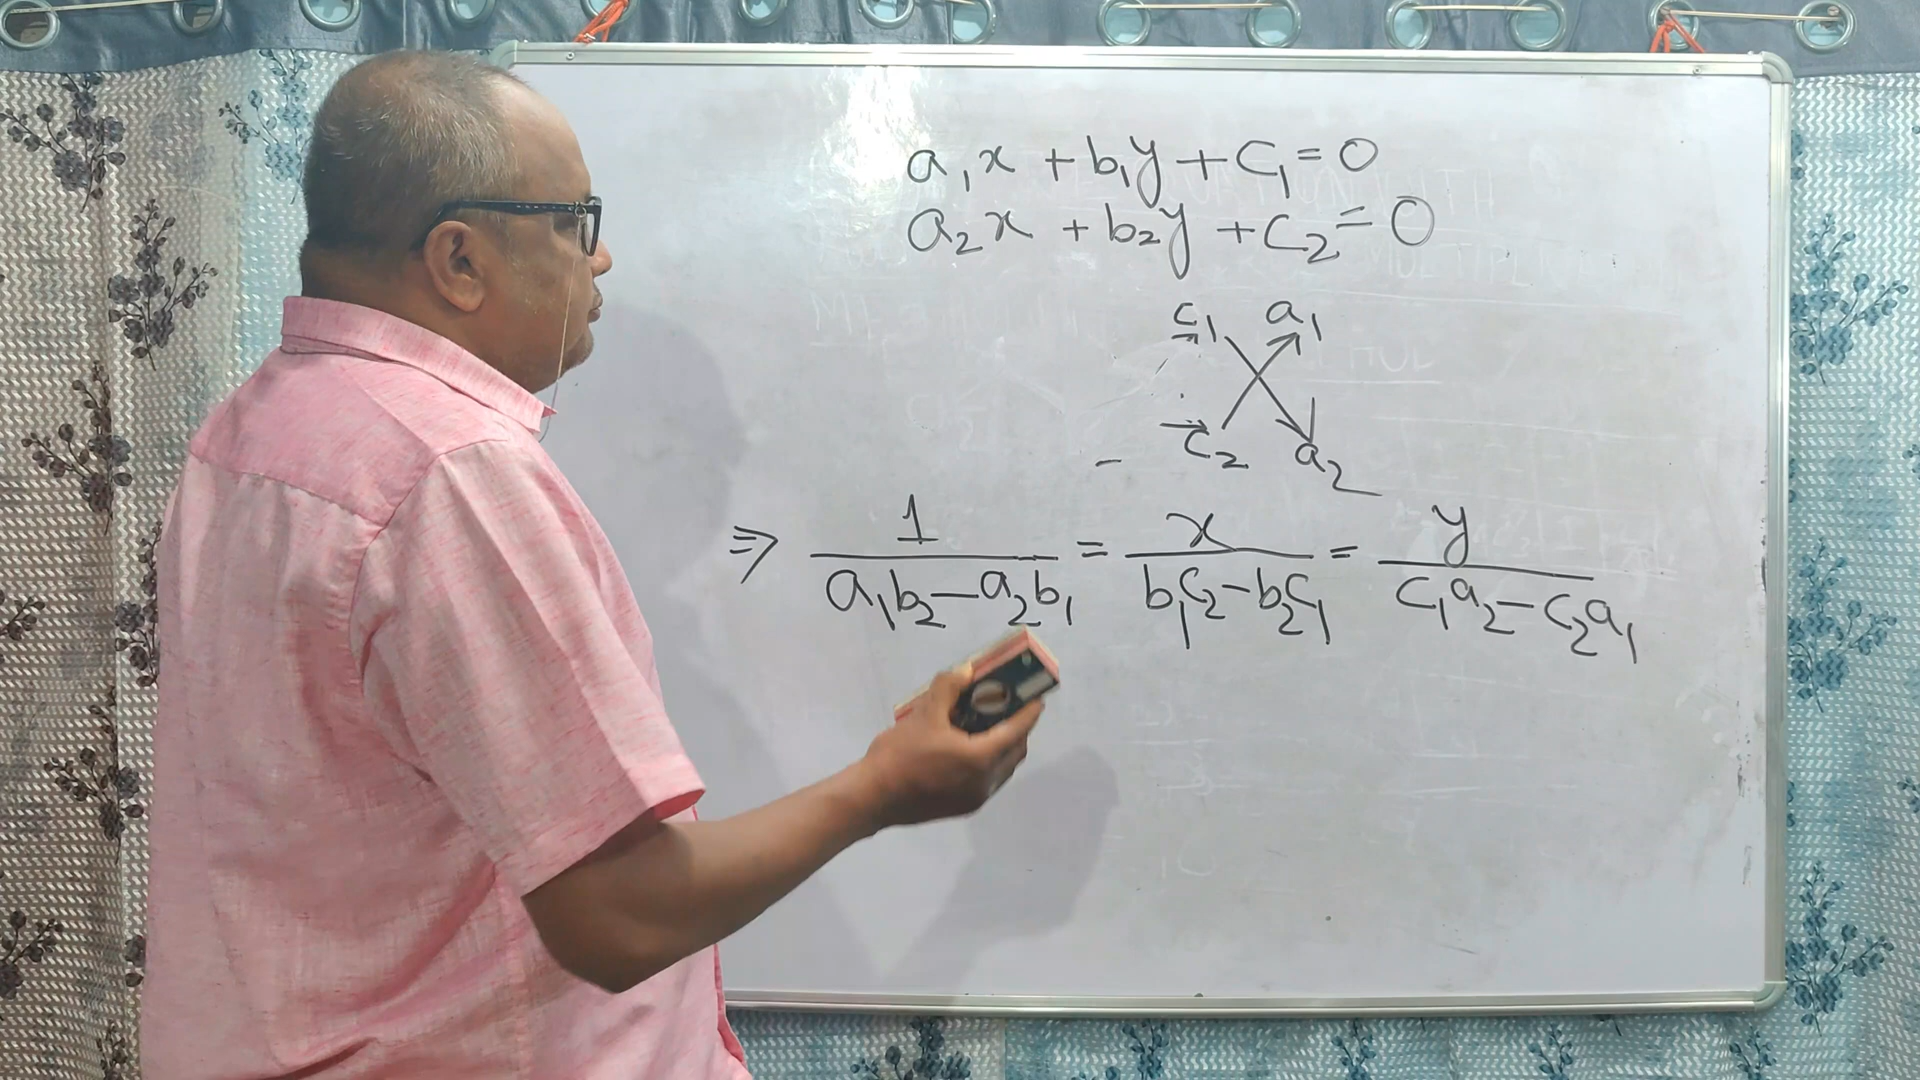 a₁x + b₁y + c₁ = 0
a₂x + b₂y + c₂ = 0
c₁ a₁
c₂ a₂
⇒ 1/(a₁b₂ − a₂b₁) = x/(b₁c₂ − b₂c₁) = y/(c₁a₂ − c₂a₁)